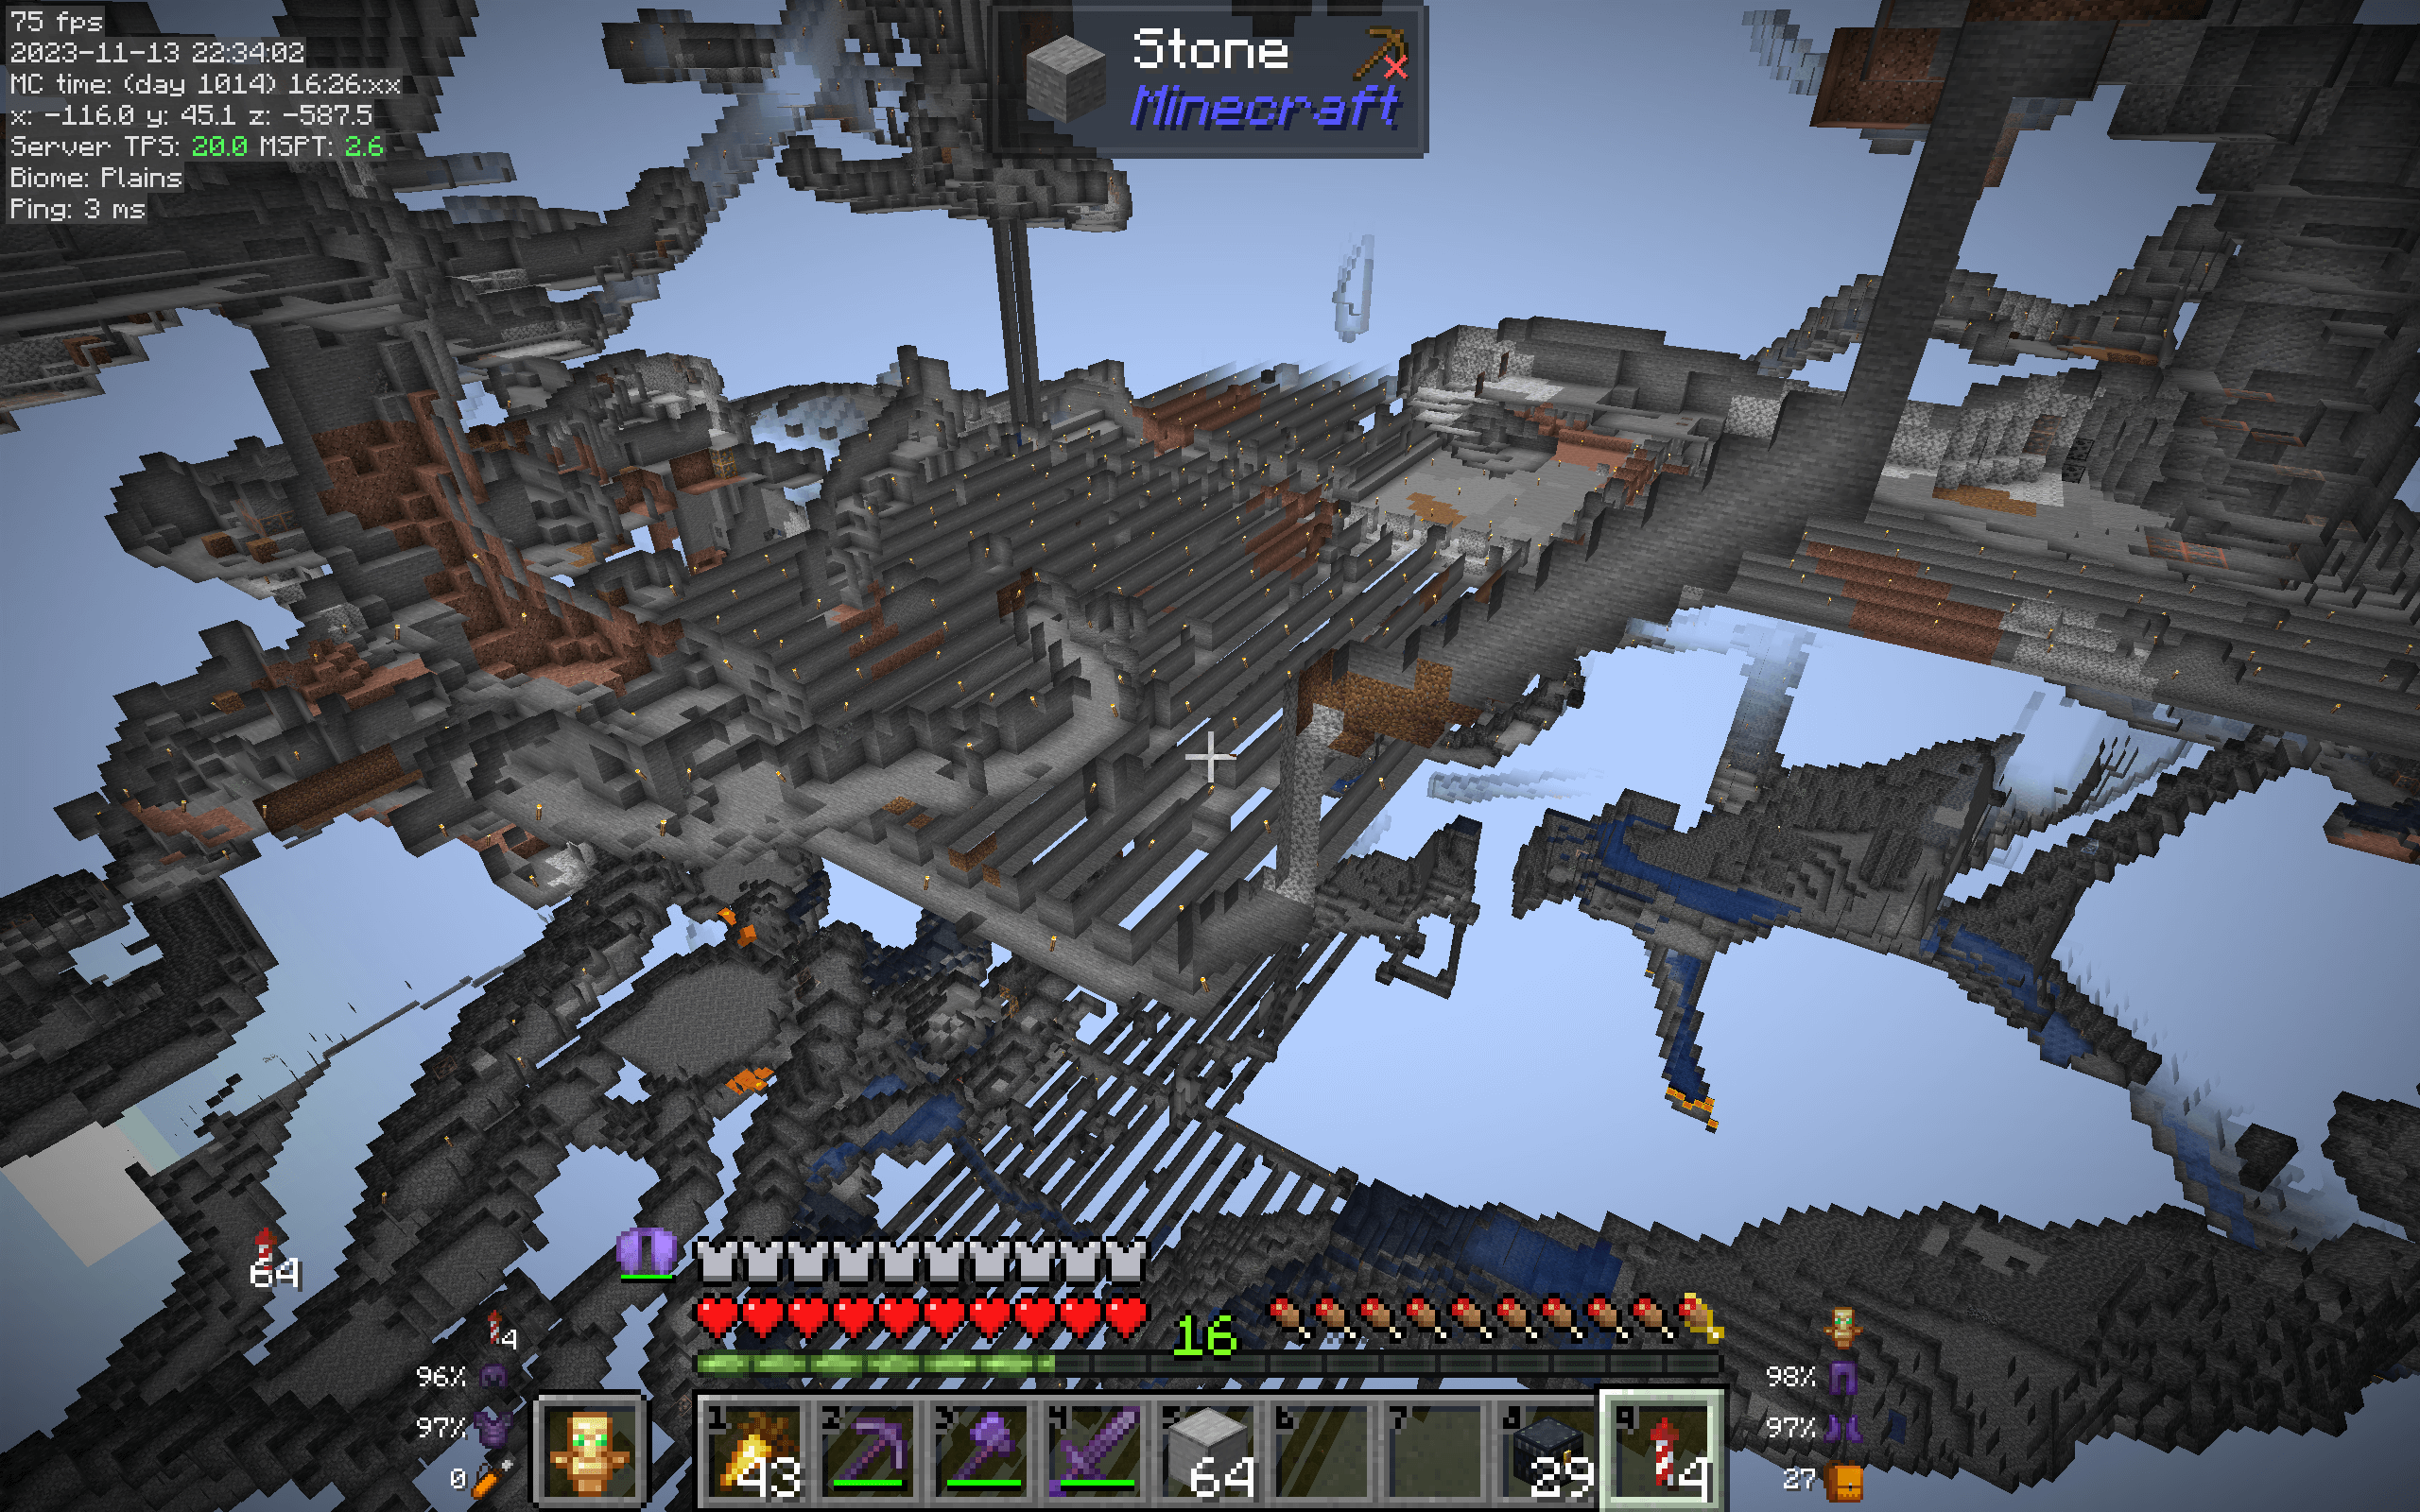 75 fps
2023-11-13 22:34:02
MC time: (day 1014) 16:26:xx
x: -116.0 y: 45.1 z: -587.5
Server TPS: 20.0 MSPT: 2.6
Biome: Plains
Ping: 3 ms
Stone
Minecraft
64
4
96%
97%
0
16
98%
97%
27
1 2 3 4 5 6 7 8 9
43 64 29 4